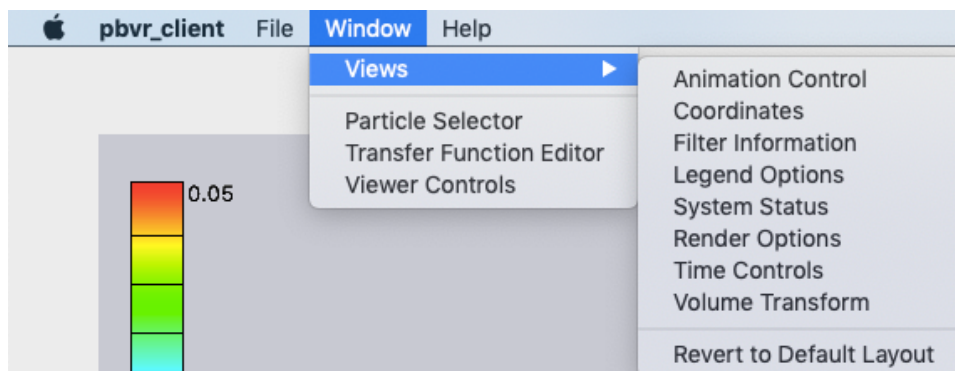 pbvr_client File Window Help
Views
Particle Selector
Transfer Function Editor
Viewer Controls
Animation Control
Coordinates
Filter Information
Legend Options
System Status
Render Options
Time Controls
Volume Transform
Revert to Default Layout
0.05